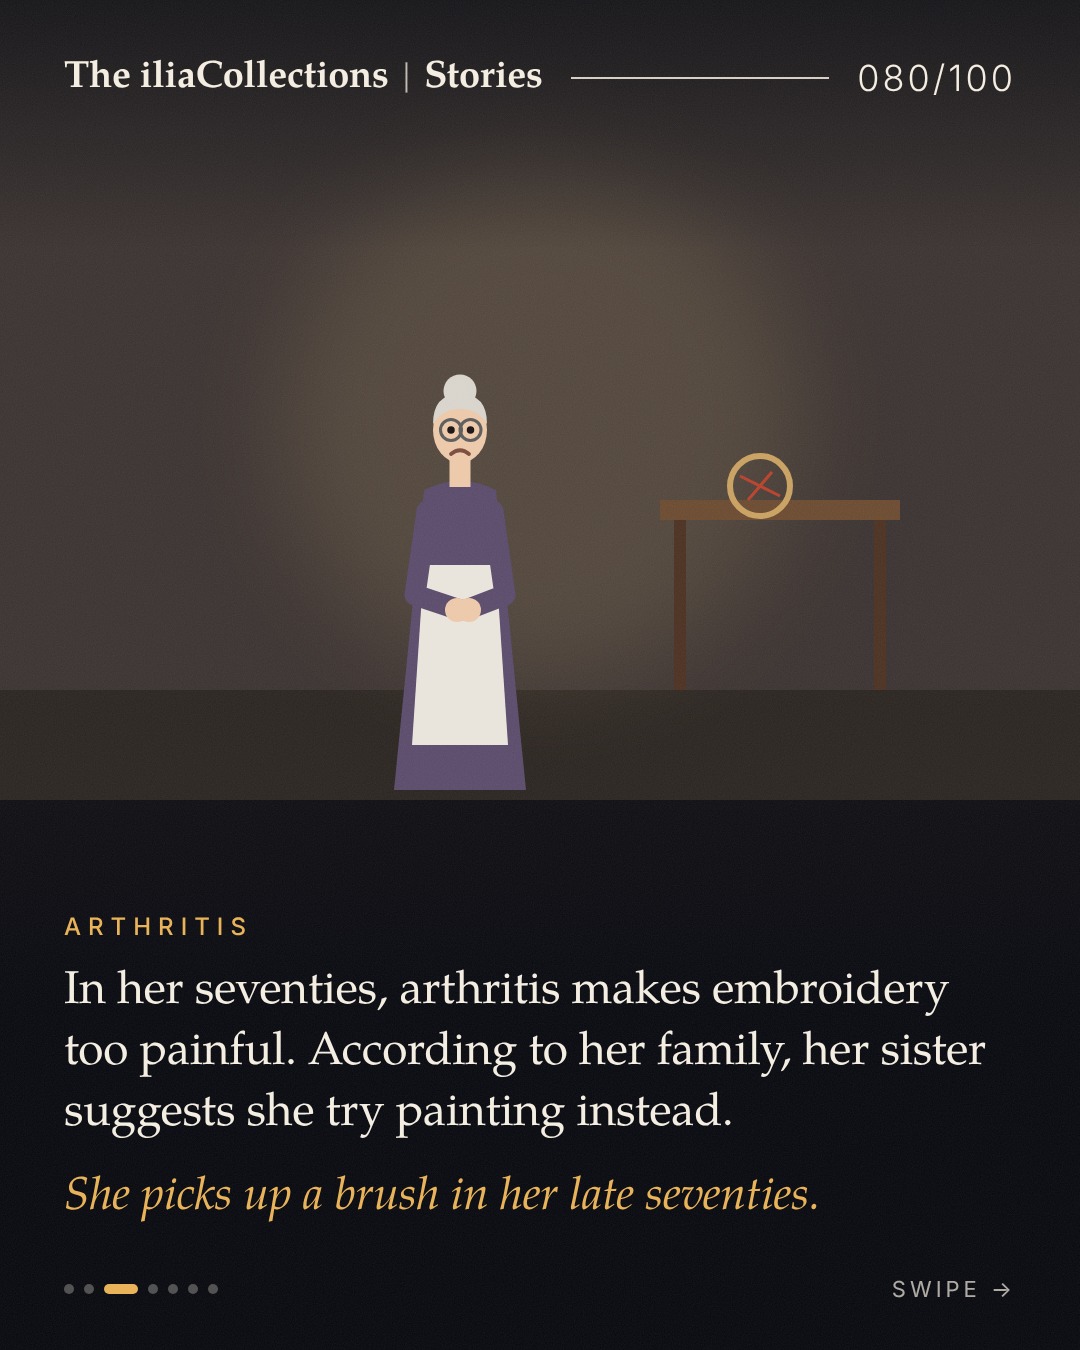 The iliaCollections | Stories 080/100
ARTHRITIS
In her seventies, arthritis makes embroidery
too painful. According to her family, her sister
suggests she try painting instead.
She picks up a brush in her late seventies.
SWIPE →